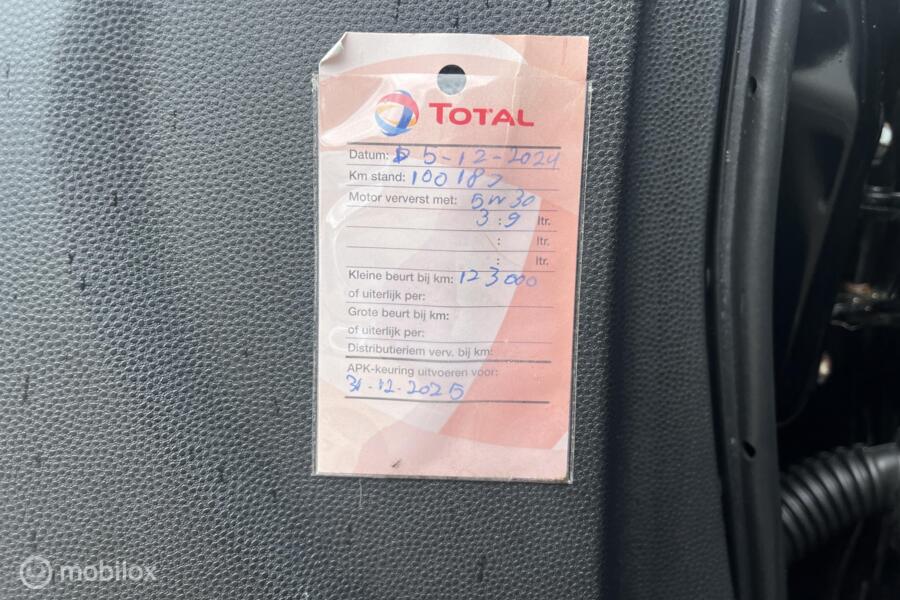 TOTAL
Datum: 5-12-2024
Km stand: 100187
Motor ververst met: 5W30
3:9 ltr.
: ltr.
: ltr.
Kleine beurt bij km: 123000
of uiterlijk per:
Grote beurt bij km:
of uiterlijk per:
Distributieriem verv. bij km:
APK-keuring uitvoeren voor:
31-12-2025
mobilox